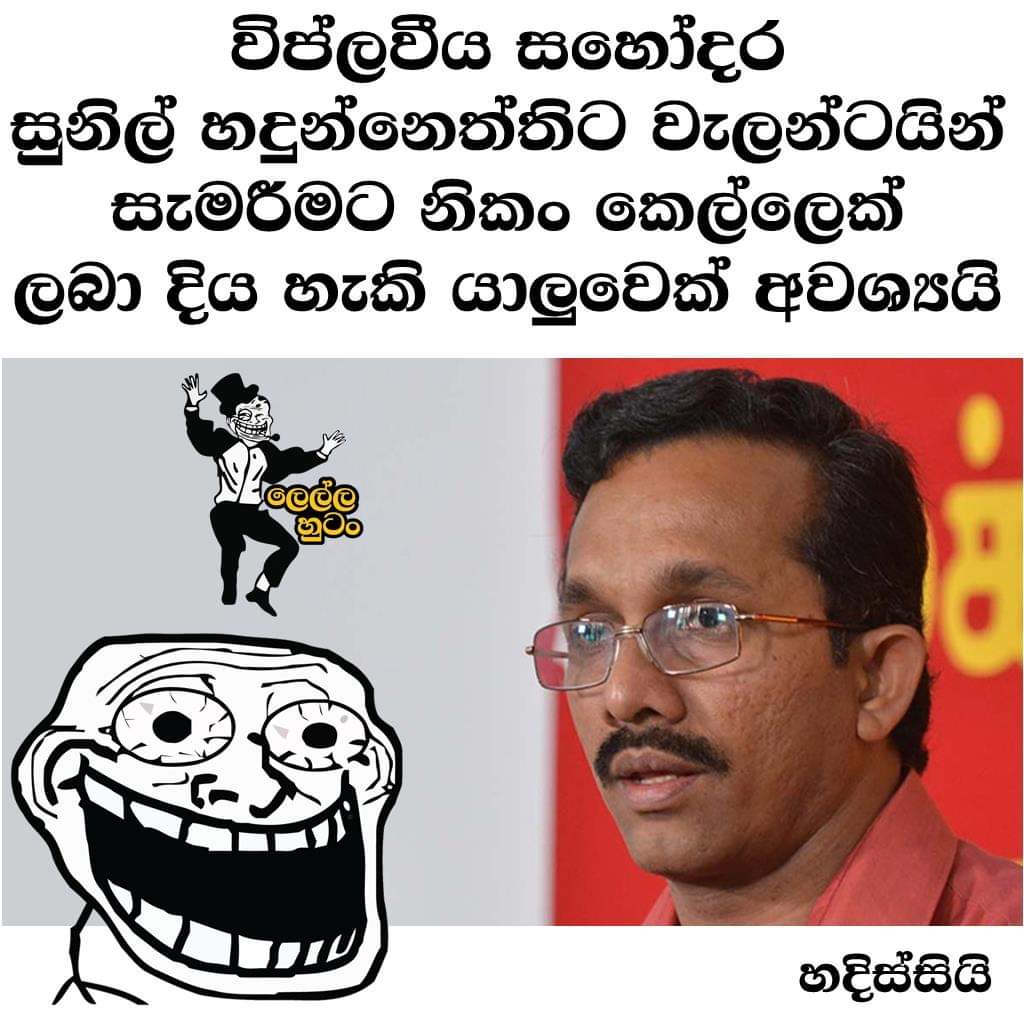 විප්ලවීය සහෝදර
සුනිල් හඳුන්නෙත්තිට වැලන්ටයින්
සැමරීමට නිකං කෙල්ලෙක්
ලබා දිය හැකි යාලුවෙක් අවශ්‍යයි
ලෙල්ල
හුටං
හදිස්සියි